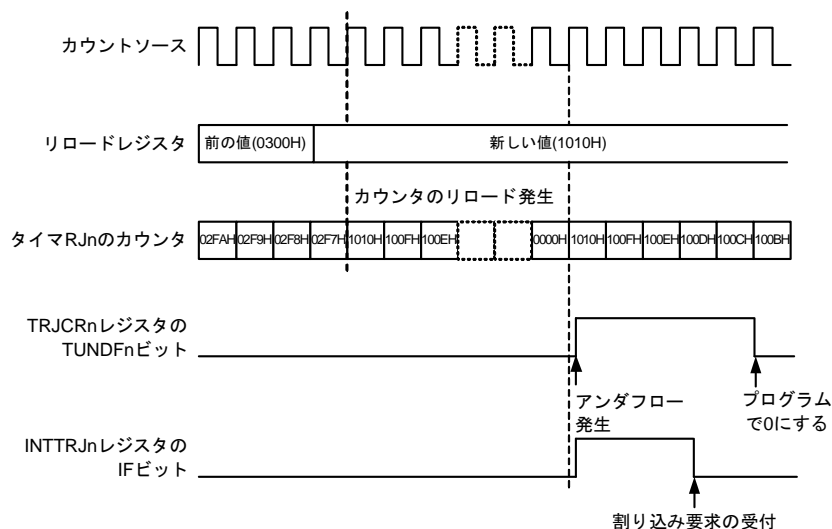 カウントソース
リロードレジスタ
前の値(0300H)
新しい値(1010H)
カウンタのリロード発生
タイマRJnのカウンタ
02FAH 02F9H 02F8H 02F7H 1010H 100FH 100EH 0000H 1010H 100FH 100EH 100DH 100CH 100BH
TRJCRnレジスタの
TUNDFnビット
アンダフロー
発生
プログラム
で0にする
INTTRJnレジスタの
IFビット
割り込み要求の受付